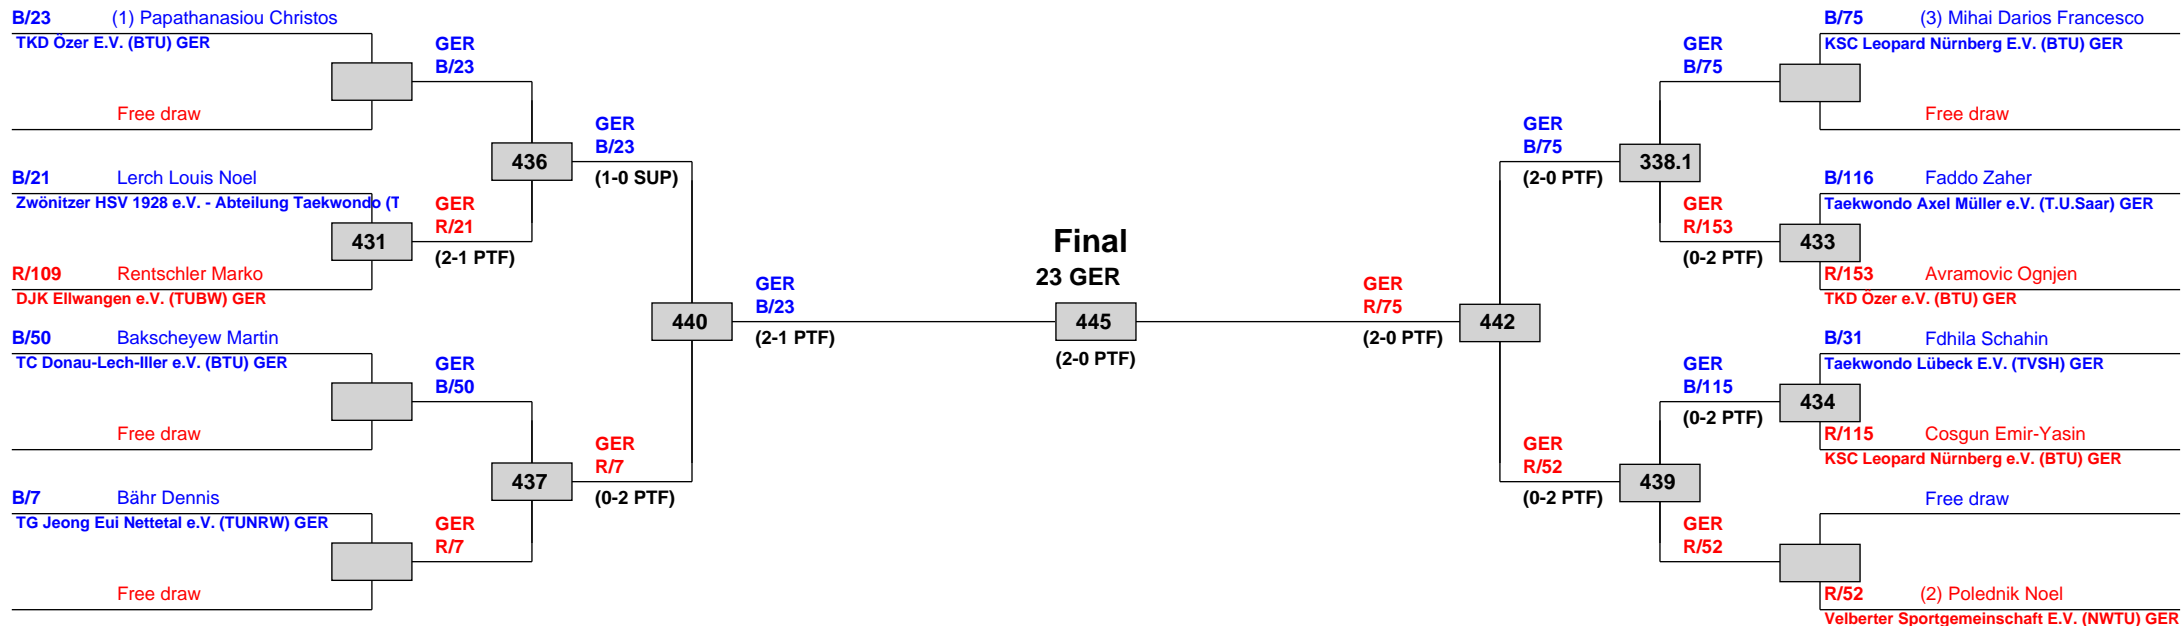 B/23 (1) Papathanasiou Christos
TKD Özer E.V. (BTU) GER
Free draw
GER
B/23
B/21 Lerch Louis Noel
Zwönitzer HSV 1928 e.V. - Abteilung Taekwondo (T
431
R/109 Rentschler Marko
DJK Ellwangen e.V. (TUBW) GER
GER
R/21
(2-1 PTF)
436
GER
B/23
(1-0 SUP)
B/50 Bakscheyew Martin
TC Donau-Lech-Iller e.V. (BTU) GER
Free draw
GER
B/50
B/7 Bähr Dennis
TG Jeong Eui Nettetal e.V. (TUNRW) GER
Free draw
GER
R/7
437
GER
R/7
(0-2 PTF)
440
GER
B/23
(2-1 PTF)
Final
23 GER
445
(2-0 PTF)
GER
R/75
(2-0 PTF)
442
GER
B/75
(2-0 PTF)
338.1
GER
B/75
B/75 (3) Mihai Darios Francesco
KSC Leopard Nürnberg E.V. (BTU) GER
Free draw
GER
R/153
(0-2 PTF)
433
B/116 Faddo Zaher
Taekwondo Axel Müller e.V. (T.U.Saar) GER
R/153 Avramovic Ognjen
TKD Özer e.V. (BTU) GER
GER
R/52
(0-2 PTF)
439
GER
B/115
(0-2 PTF)
434
B/31 Fdhila Schahin
Taekwondo Lübeck E.V. (TVSH) GER
R/115 Cosgun Emir-Yasin
KSC Leopard Nürnberg e.V. (BTU) GER
GER
R/52
Free draw
R/52 (2) Polednik Noel
Velberter Sportgemeinschaft E.V. (NWTU) GER